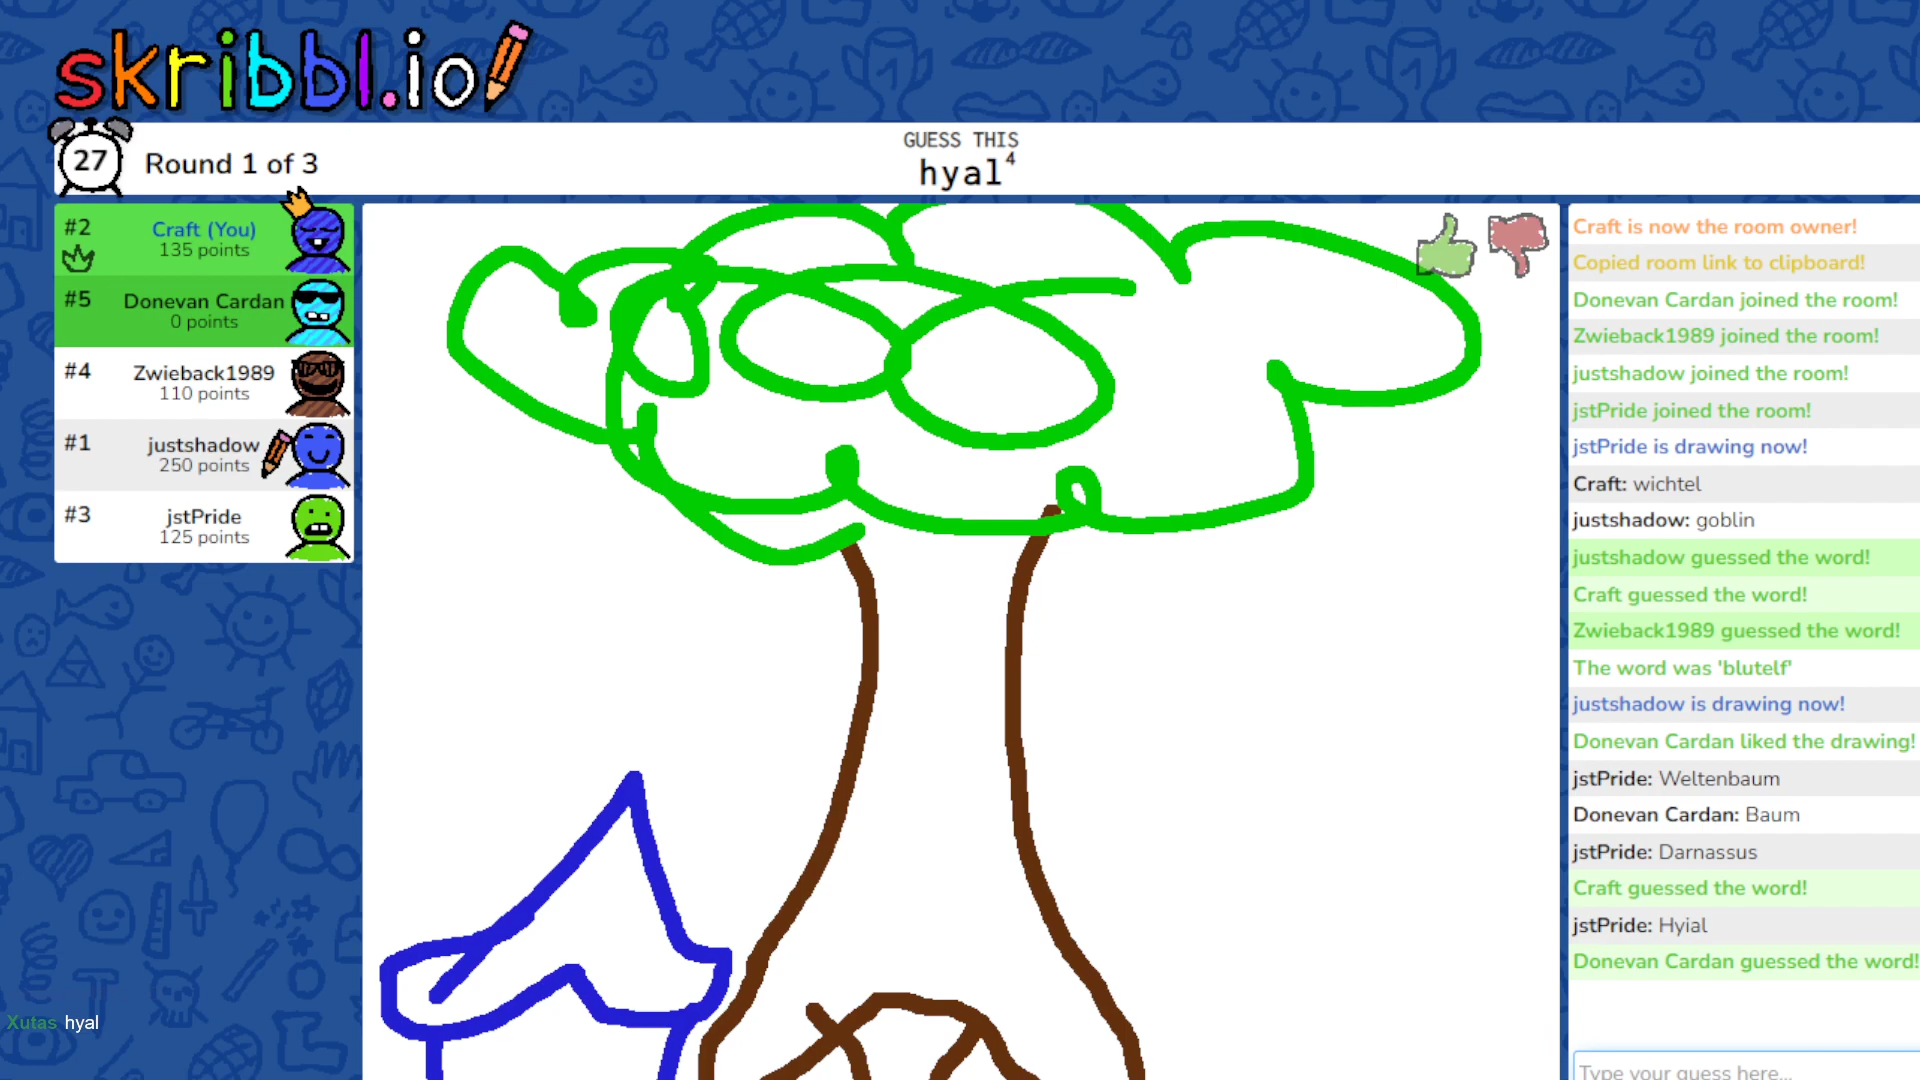 skribbl.io
27
Round 1 of 3
GUESS THIS
hyal4
#2
Craft (You)
135 points
#5
Donevan Cardan
0 points
#4
Zwieback1989
110 points
#1
justshadow
250 points
#3
jstPride
125 points
Craft is now the room owner!
Copied room link to clipboard!
Donevan Cardan joined the room!
Zwieback1989 joined the room!
justshadow joined the room!
jstPride joined the room!
jstPride is drawing now!
Craft: wichtel
justshadow: goblin
justshadow guessed the word!
Craft guessed the word!
Zwieback1989 guessed the word!
The word was 'blutelf'
justshadow is drawing now!
Donevan Cardan liked the drawing!
jstPride: Weltenbaum
Donevan Cardan: Baum
jstPride: Darnassus
Craft guessed the word!
jstPride: Hyial
Donevan Cardan guessed the word!
Type your guess here...
Xutas hyal